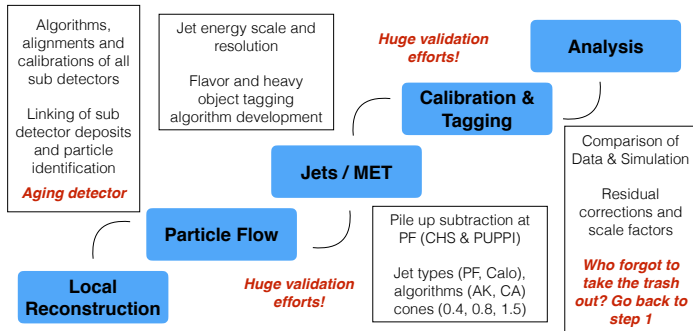 Algorithms,
alignments and
calibrations of all
sub detectors
Linking of sub
detector deposits
and particle
identification
Aging detector
Jet energy scale and
resolution
Flavor and heavy
object tagging
algorithm development
Huge validation
efforts!
Analysis
Calibration &
Tagging
Jets / MET
Particle Flow
Local
Reconstruction
Huge validation
efforts!
Pile up subtraction at
PF (CHS & PUPPI)
Jet types (PF, Calo),
algorithms (AK, CA)
cones (0.4, 0.8, 1.5)
Comparison of
Data & Simulation
Residual
corrections and
scale factors
Who forgot to
take the trash
out? Go back to
step 1